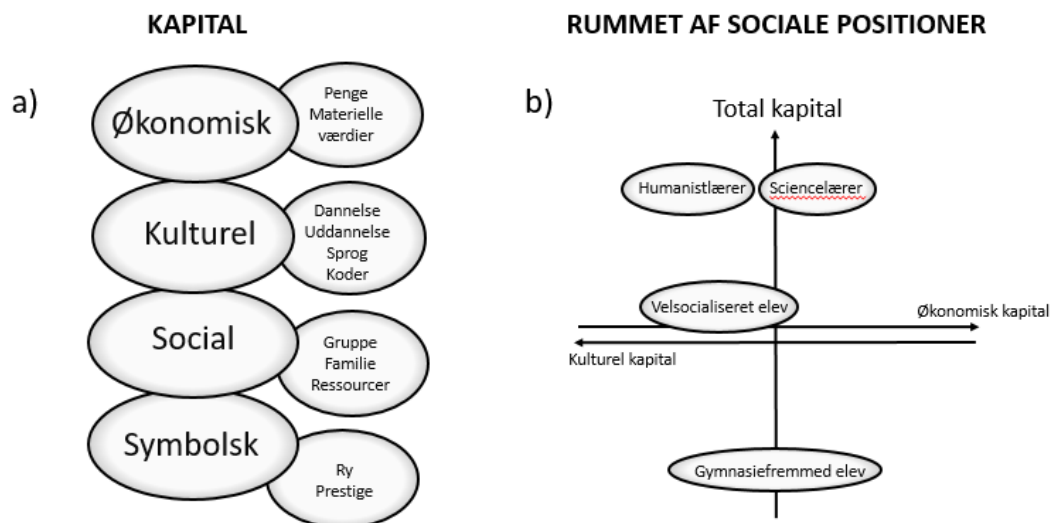 KAPITAL
a)
Økonomisk
Penge
Materielle
værdier
Kulturel
Dannelse
Uddannelse
Sprog
Koder
Social
Gruppe
Familie
Ressourcer
Symbolsk
Ry
Prestige
RUMMET AF SOCIALE POSITIONER
b)
Total kapital
Humanistlærer
Sciencelærer
Velsocialiseret elev
Økonomisk kapital
Kulturel kapital
Gymnasiefremmed elev